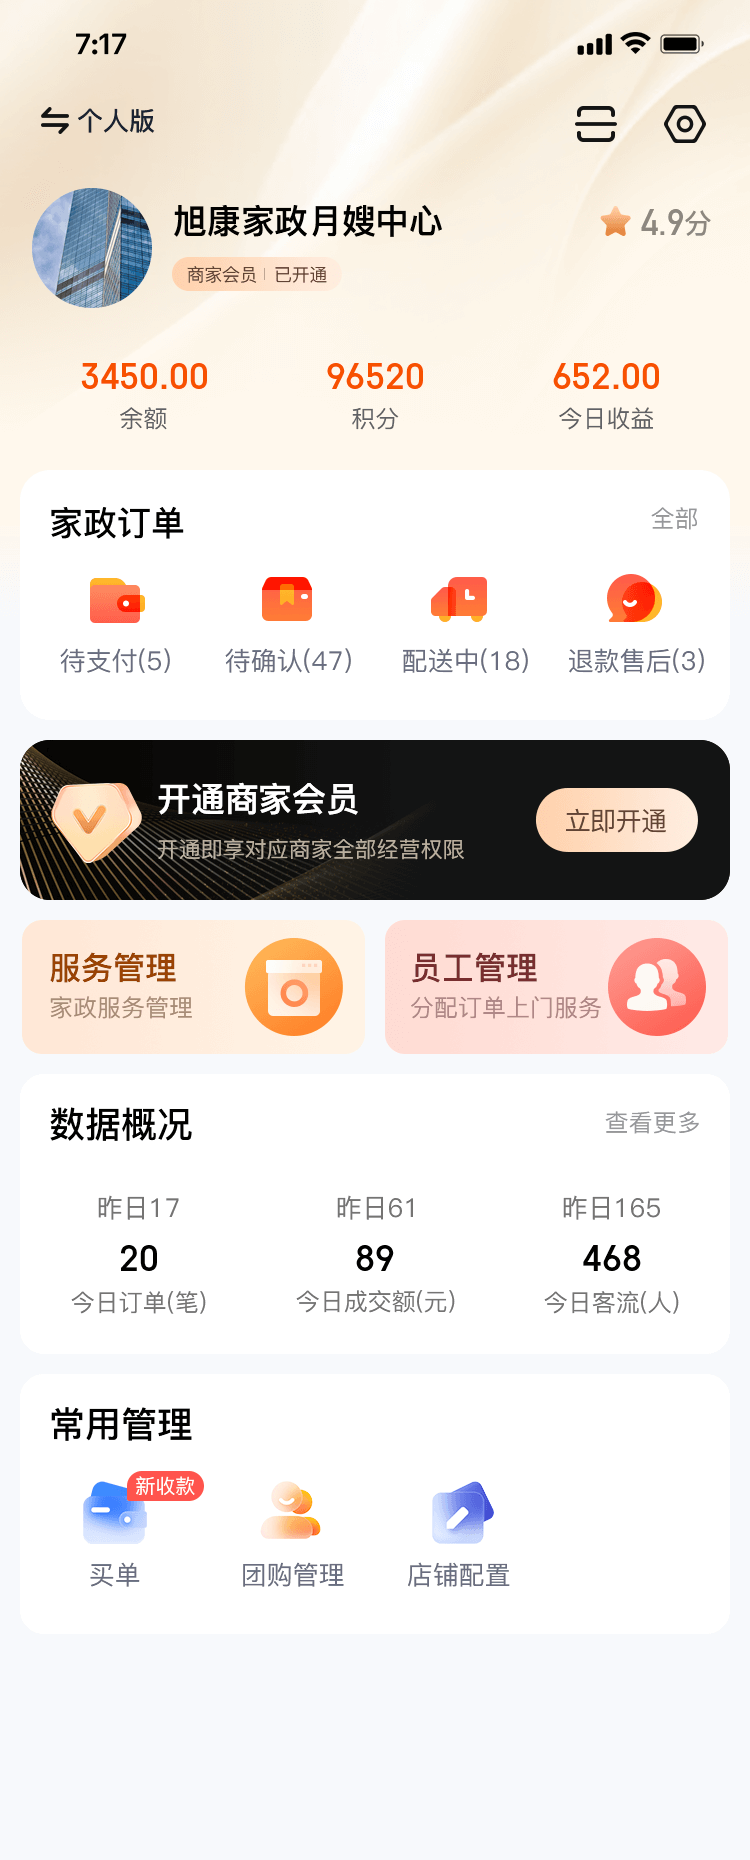 7:17
个人版
旭康家政月嫂中心
4.9分
商家会员 | 已开通
3450.00 96520 652.00
余额 积分 今日收益
家政订单 全部
待支付(5) 待确认(47) 配送中(18) 退款售后(3)
开通商家会员
开通即享对应商家全部经营权限
立即开通
服务管理
家政服务管理
员工管理
分配订单上门服务
数据概况 查看更多
昨日17 昨日61 昨日165
20 89 468
今日订单(笔) 今日成交额(元) 今日客流(人)
常用管理
新收款
买单 团购管理 店铺配置